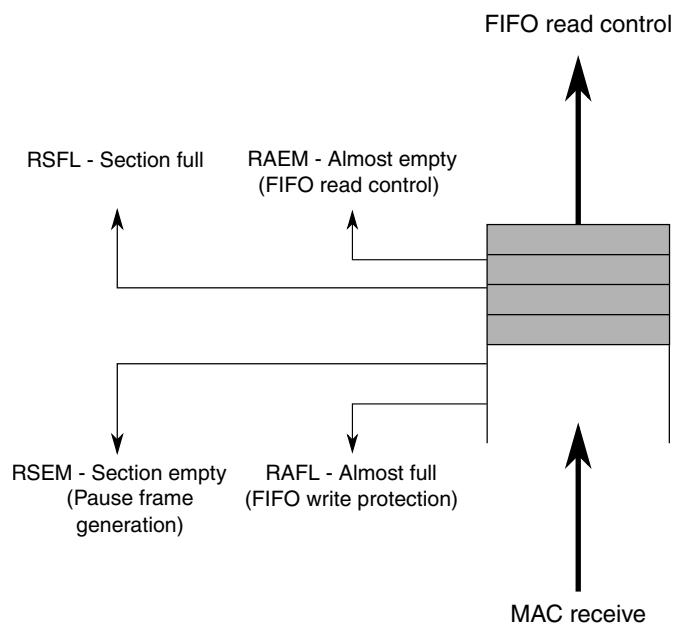 FIFO read control
RSFL - Section full
RAEM - Almost empty
(FIFO read control)
RSEM - Section empty
(Pause frame
generation)
RAFL - Almost full
(FIFO write protection)
MAC receive